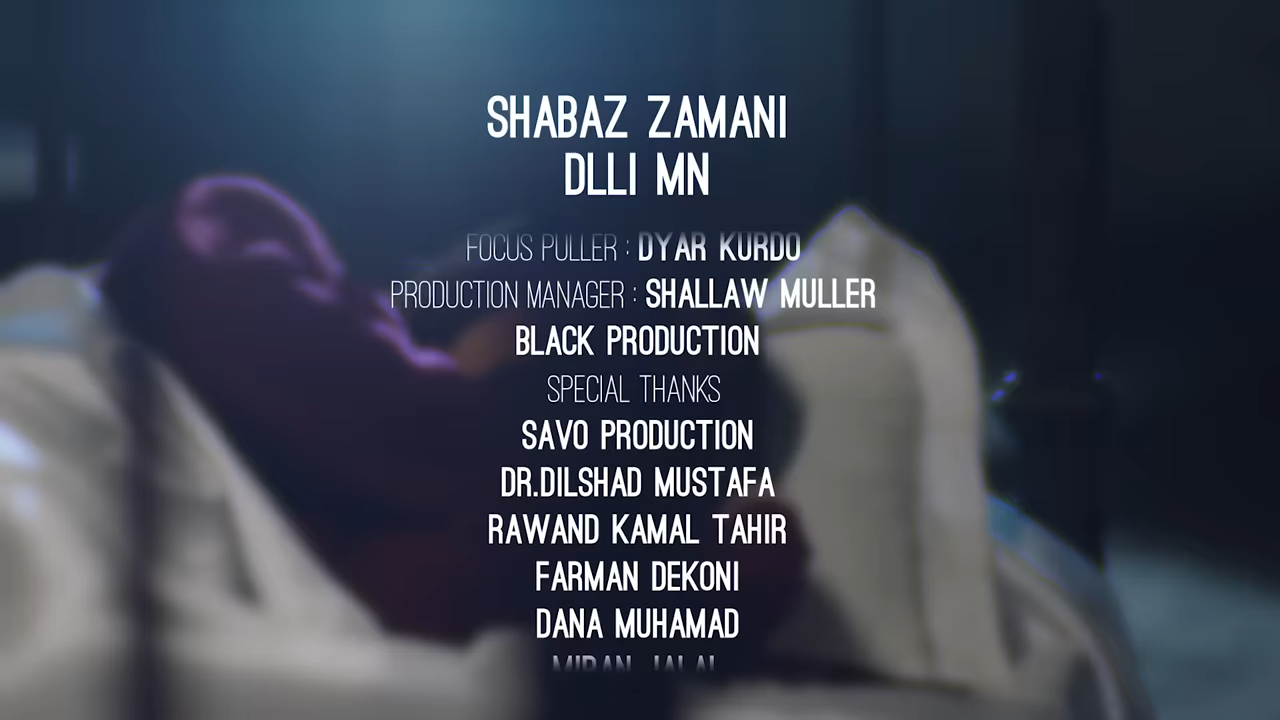 SHABAZ ZAMANI
DLLI MN
FOCUS PULLER : DYAR KURDO
PRODUCTION MANAGER : SHALLAW MULLER
BLACK PRODUCTION
SPECIAL THANKS
SAVO PRODUCTION
DR.DILSHAD MUSTAFA
RAWAND KAMAL TAHIR
FARMAN DEKONI
DANA MUHAMAD